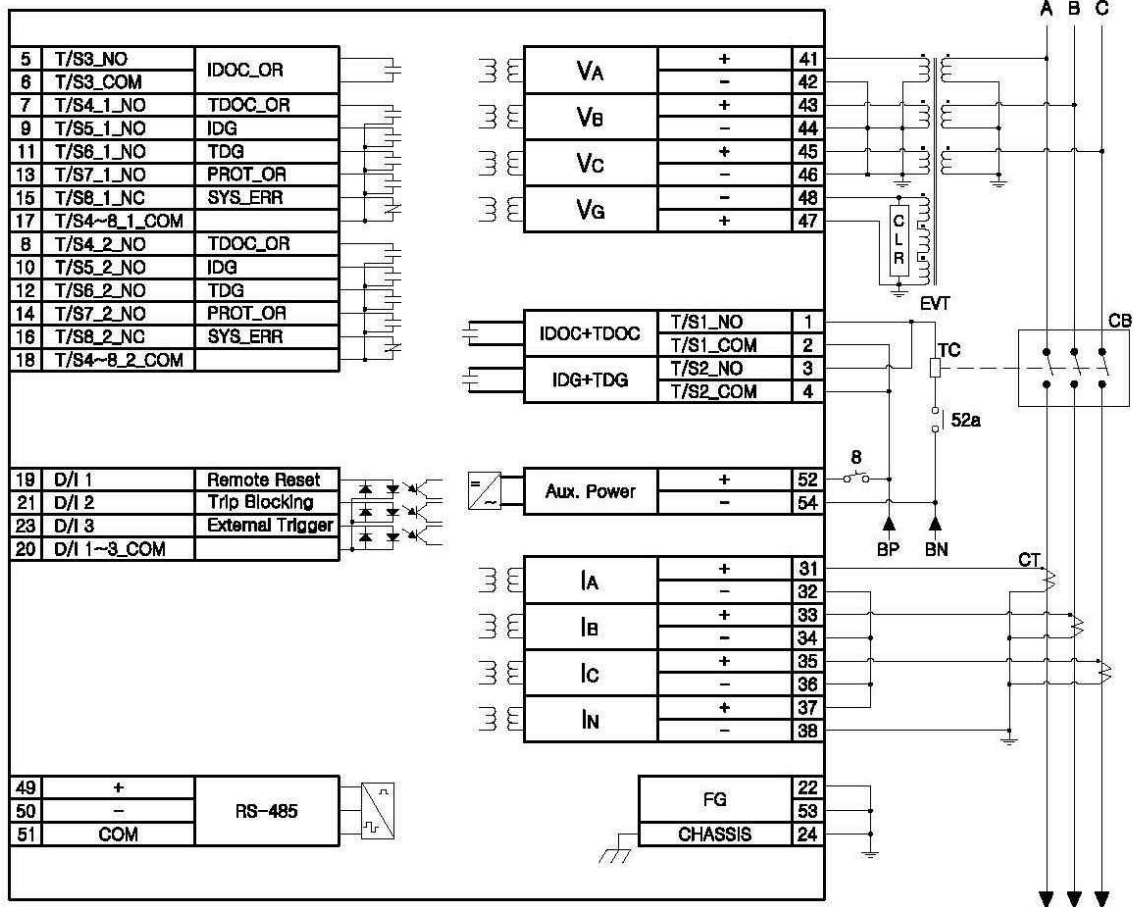 A B C
5 T/S3_NO IDOC_OR
6 T/S3_COM
7 T/S4_1_NO TDOC_OR
9 T/S5_1_NO IDG
11 T/S6_1_NO TDG
13 T/S7_1_NO PROT_OR
15 T/S8_1_NC SYS_ERR
17 T/S4~8_1_COM
8 T/S4_2_NO TDOC_OR
10 T/S5_2_NO IDG
12 T/S6_2_NO TDG
14 T/S7_2_NO PROT_OR
16 T/S8_2_NC SYS_ERR
18 T/S4~8_2_COM
19 D/I 1 Remote Reset
21 D/I 2 Trip Blocking
23 D/I 3 External Trigger
20 D/I 1~3_COM
49 + RS-485
50 -
51 COM
VA + 41
- 42
VB + 43
- 44
VC + 45
- 46
VG - 48
+ 47
CLR
EVT
IDOC+TDOC T/S1_NO 1
T/S1_COM 2
IDG+TDG T/S2_NO 3
T/S2_COM 4
CB
TC
52a
= ~
Aux. Power + 52
- 54
8
BP BN
CT
IA + 31
- 32
IB + 33
- 34
IC + 35
- 36
IN + 37
- 38
FG 22
53
CHASSIS 24